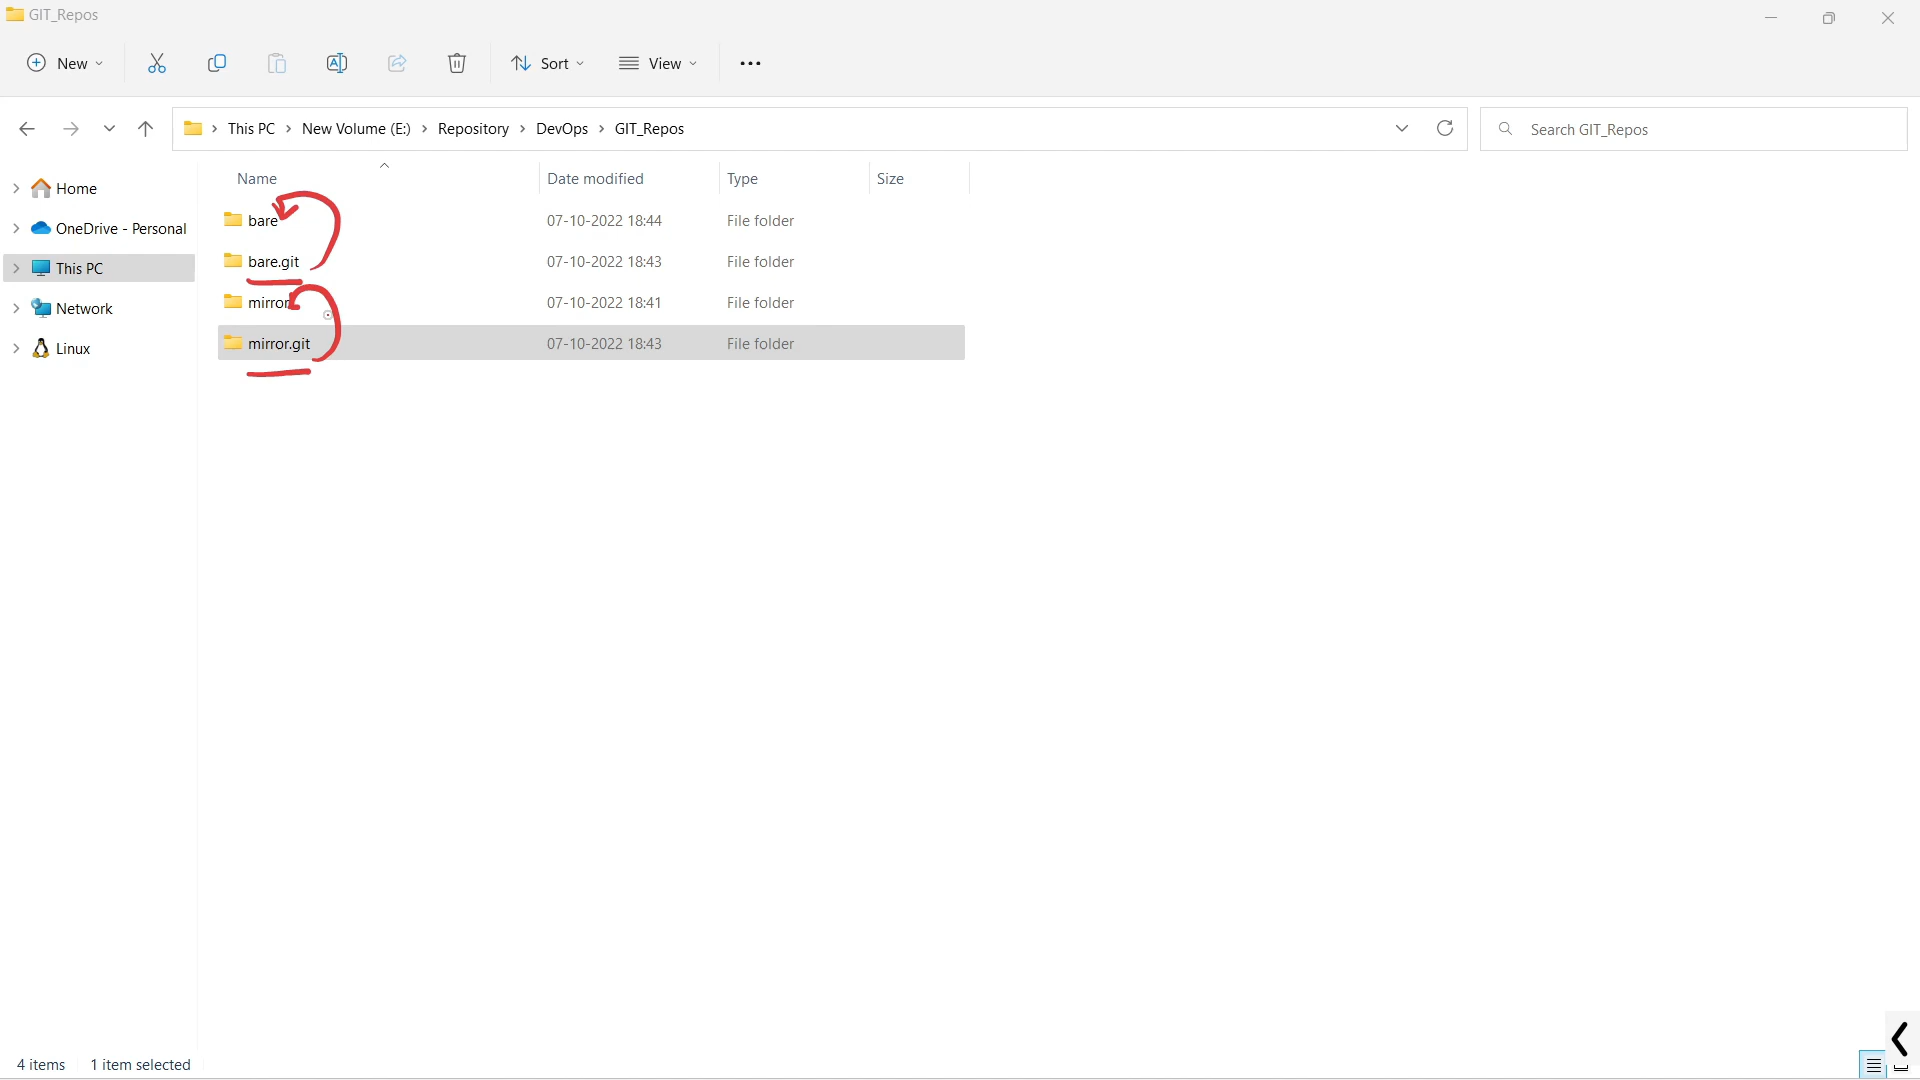 GIT_Repos
New
Sort
View
This PC > New Volume (E:) > Repository > DevOps > GIT_Repos
Search GIT_Repos
Home
OneDrive - Personal
This PC
Network
Linux
Name Date modified Type Size
bare 07-10-2022 18:44 File folder
bare.git 07-10-2022 18:43 File folder
mirror 07-10-2022 18:41 File folder
mirror.git 07-10-2022 18:43 File folder
4 items 1 item selected